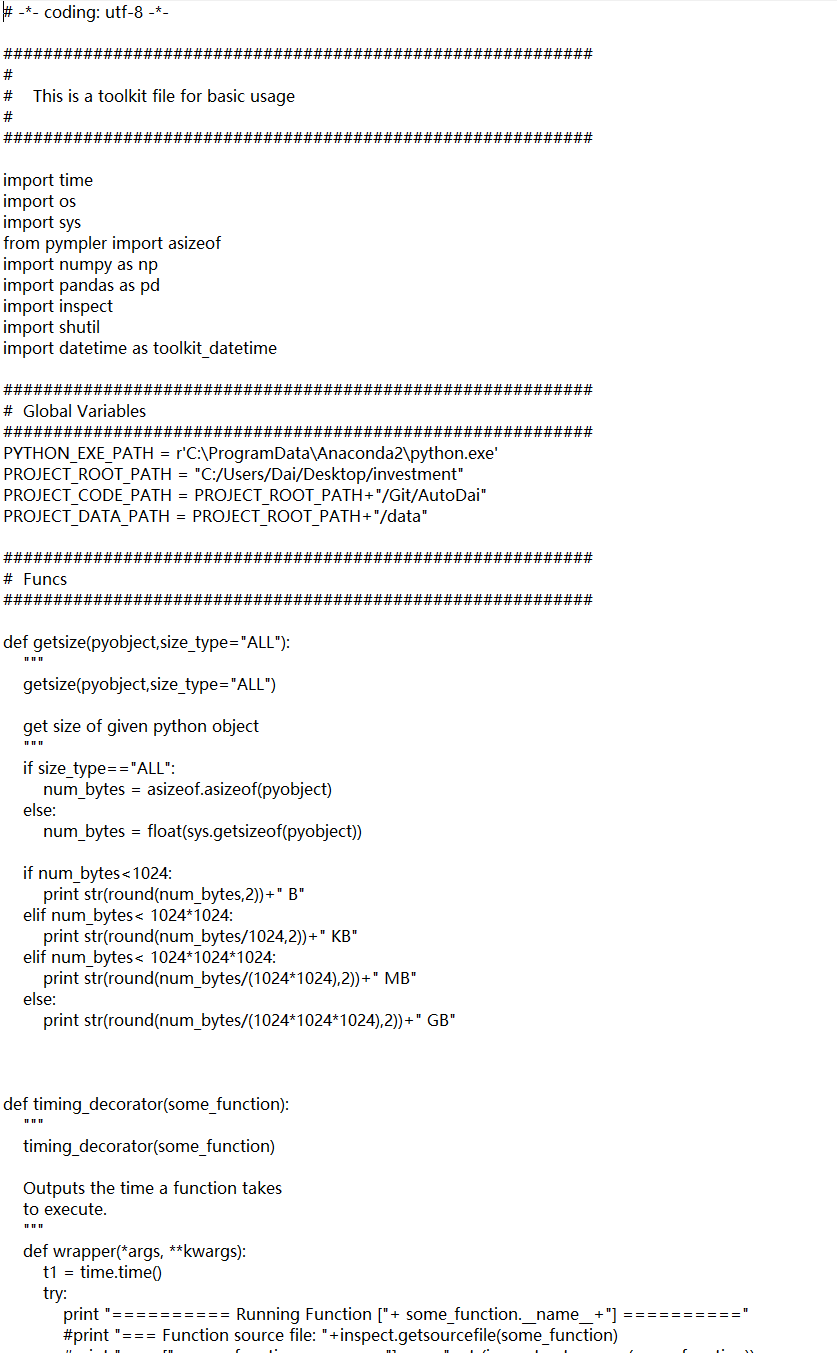 # -*- coding: utf-8 -*-
###########################################################
#
#    This is a toolkit file for basic usage
#
###########################################################
import time
import os
import sys
from pympler import asizeof
import numpy as np
import pandas as pd
import inspect
import shutil
import datetime as toolkit_datetime
###########################################################
#  Global Variables
###########################################################
PYTHON_EXE_PATH = r'C:\ProgramData\Anaconda2\python.exe'
PROJECT_ROOT_PATH = "C:/Users/Dai/Desktop/investment"
PROJECT_CODE_PATH = PROJECT_ROOT_PATH+"/Git/AutoDai"
PROJECT_DATA_PATH = PROJECT_ROOT_PATH+"/data"
###########################################################
#  Funcs
###########################################################
def getsize(pyobject,size_type="ALL"):
    """
    getsize(pyobject,size_type="ALL")
    get size of given python object
    """
    if size_type=="ALL":
        num_bytes = asizeof.asizeof(pyobject)
    else:
        num_bytes = float(sys.getsizeof(pyobject))
    if num_bytes<1024:
        print str(round(num_bytes,2))+" B"
    elif num_bytes< 1024*1024:
        print str(round(num_bytes/1024,2))+" KB"
    elif num_bytes< 1024*1024*1024:
        print str(round(num_bytes/(1024*1024),2))+" MB"
    else:
        print str(round(num_bytes/(1024*1024*1024),2))+" GB"
def timing_decorator(some_function):
    """
    timing_decorator(some_function)
    Outputs the time a function takes
    to execute.
    """
    def wrapper(*args, **kwargs):
        t1 = time.time()
        try:
            print "========== Running Function ["+ some_function.__name__+"] =========="
            #print "=== Function source file: "+inspect.getsourcefile(some_function)